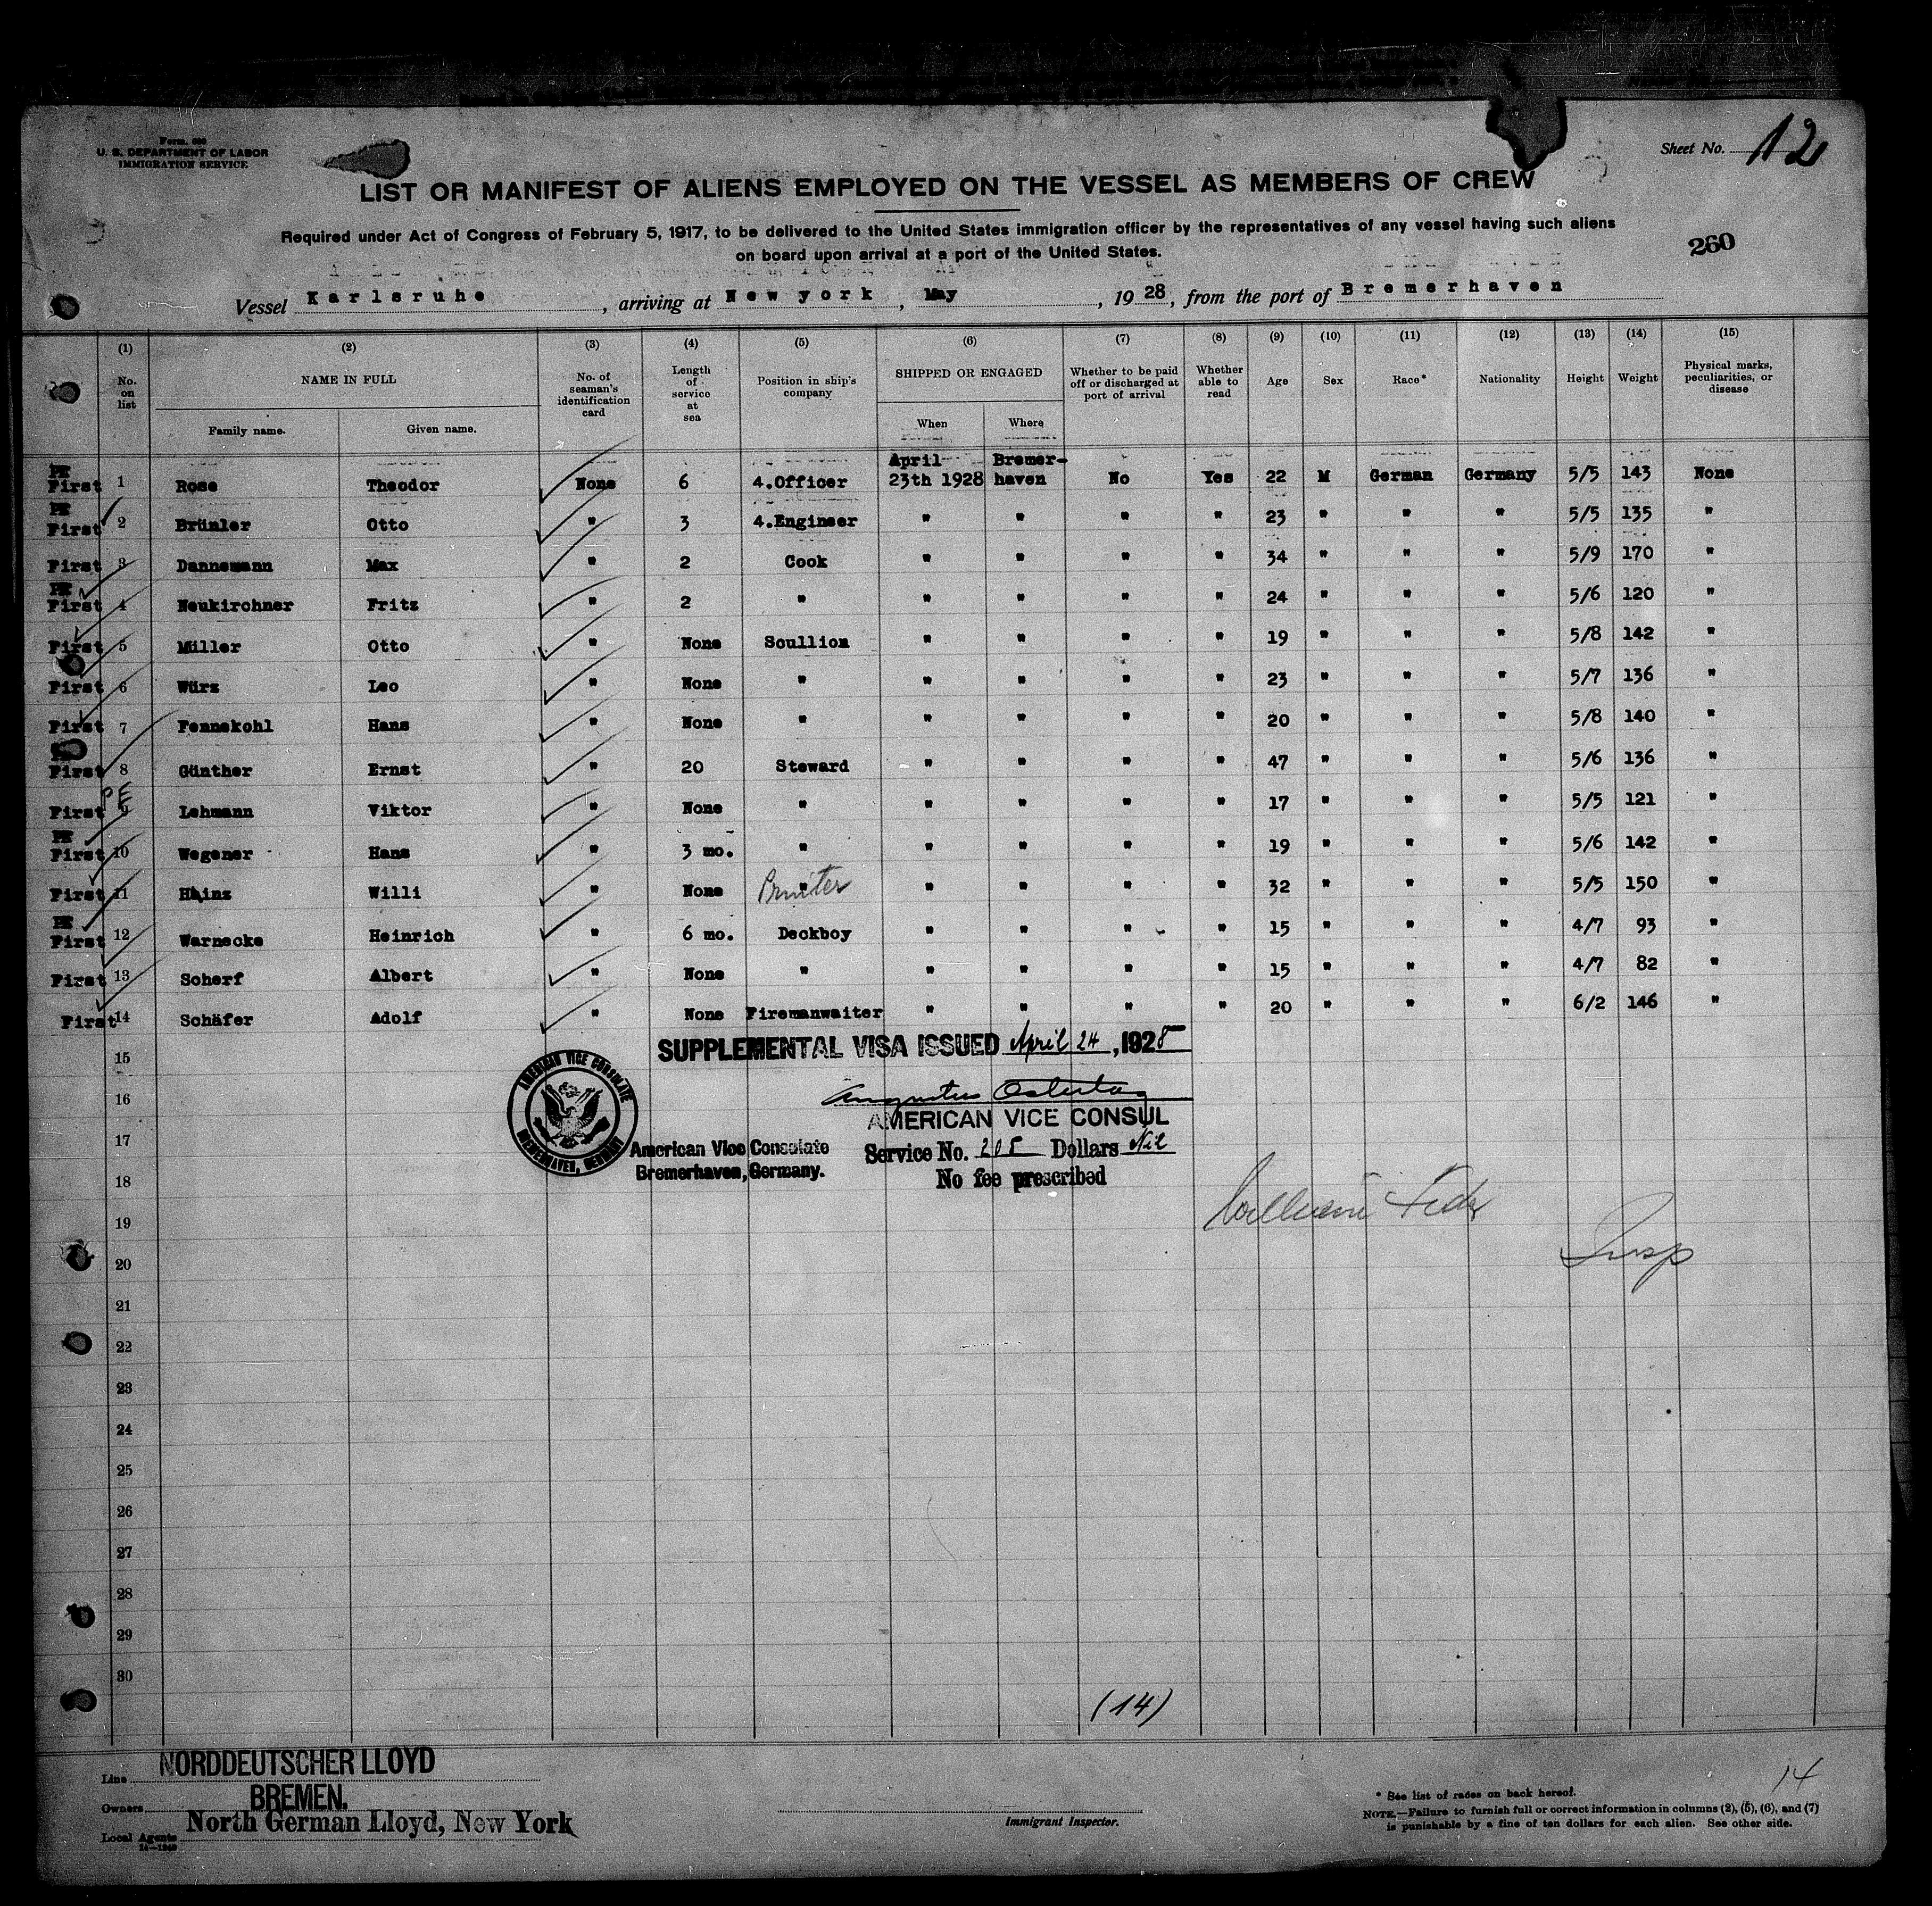 Form 680
U. S. DEPARTMENT OF LABOR
IMMIGRATION SERVICE
Sheet No. 12
LIST OR MANIFEST OF ALIENS EMPLOYED ON THE VESSEL AS MEMBERS OF CREW
Required under Act of Congress of February 5, 1917, to be delivered to the United States immigration officer by the representatives of any vessel having such aliens
on board upon arrival at a port of the United States.
260
Vessel Karlsruhe, arriving at New york, May, 1928, from the port of Bremerhaven
(1) (2) (3) (4) (5) (6) (7) (8) (9) (10) (11) (12) (13) (14) (15)
No. on list NAME IN FULL Family name. Given name. No. of seaman's identification card Length of service at sea Position in ship's company SHIPPED OR ENGAGED When Where Whether to be paid off or discharged at port of arrival Whether able to read Age Sex Race* Nationality Height Weight Physical marks, peculiarities, or disease
PE First 1 Rose Theodor None 6 4.Officer April 23th 1928 Bremer-haven No Yes 22 M German Germany 5/5 143 None
PE First 2 Brünler Otto " 3 4.Engineer " " " " 23 " " " 5/5 135 "
First 3 Dannemann Max " 2 Cook " " " " 34 " " " 5/9 170 "
PE First 4 Neukirchner Fritz " 2 " " " " " 24 " " " 5/6 120 "
First 5 Miller Otto " None Scullion " " " " 19 " " " 5/8 142 "
First 6 Würz Leo " None " " " " " 23 " " " 5/7 136 "
First 7 Fennekohl Hans " None " " " " " 20 " " " 5/8 140 "
First 8 Günther Ernst " 20 Steward " " " " 47 " " " 5/6 136 "
First PE 9 Lehmann Viktor " None " " " " " 17 " " " 5/5 121 "
PE First 10 Wegener Hans " 3 mo. " " " " " 19 " " " 5/6 142 "
First 11 Hainz Willi " None " " " " " 32 " " " 5/5 150 "
PE First 12 Warnecke Heinrich " 6 mo. Deckboy " " " " 15 " " " 4/7 93 "
First 13 Scherf Albert " None " " " " " 15 " " " 4/7 82 "
First 14 Schäfer Adolf " None Firemanwaiter " " " " 20 " " " 6/2 146 "
15
SUPPLEMENTAL VISA ISSUED April 24, 1928
16
AMERICAN VICE CONSULATE
BREMERHAVEN, GERMANY
AMERICAN VICE CONSUL
17
American Vice Consulate
Bremerhaven, Germany.
Service No. 205 Dollars Nil
No fee prescribed
18
19
Insp
20
21
22
23
24
25
26
27
28
29
30
(14)
Line NORDDEUTSCHER LLOYD
Owners BREMEN.
Local Agents North German Lloyd, New York
Immigrant Inspector.
14
* See list of races on back hereof.
NOTE.—Failure to furnish full or correct information in columns (2), (5), (6), and (7)
is punishable by a fine of ten dollars for each alien. See other side.